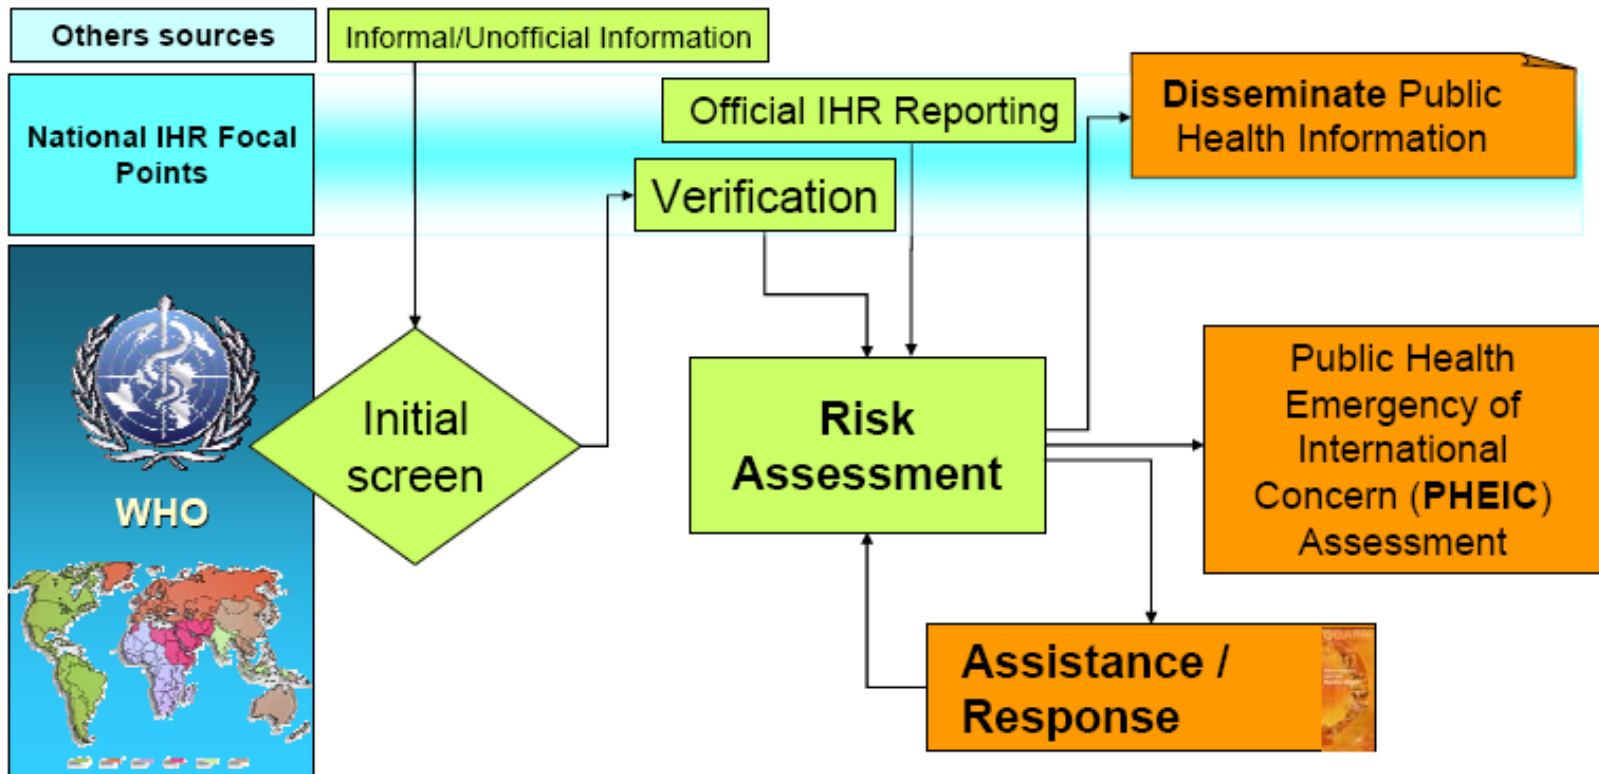 Others sources
Informal/Unofficial Information
National IHR Focal
Points
Official IHR Reporting
Verification
Disseminate Public
Health Information
WHO
Initial
screen
Risk
Assessment
Public Health
Emergency of
International
Concern (PHEIC)
Assessment
Assistance /
Response